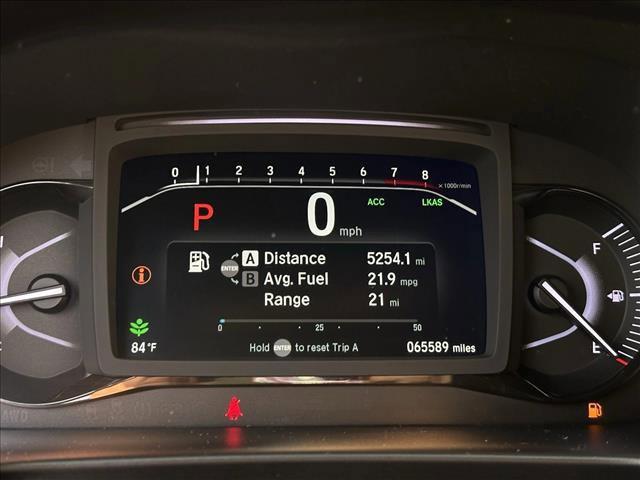 0 1 2 3 4 5 6 7 8
x1000r/min
P 0 mph
ACC LKAS
A Distance 5254.1 mi
ENTER
B Avg. Fuel 21.9 mpg
Range 21 mi
0 25 50
84°F Hold ENTER to reset Trip A 065589 miles
F
E
AWD